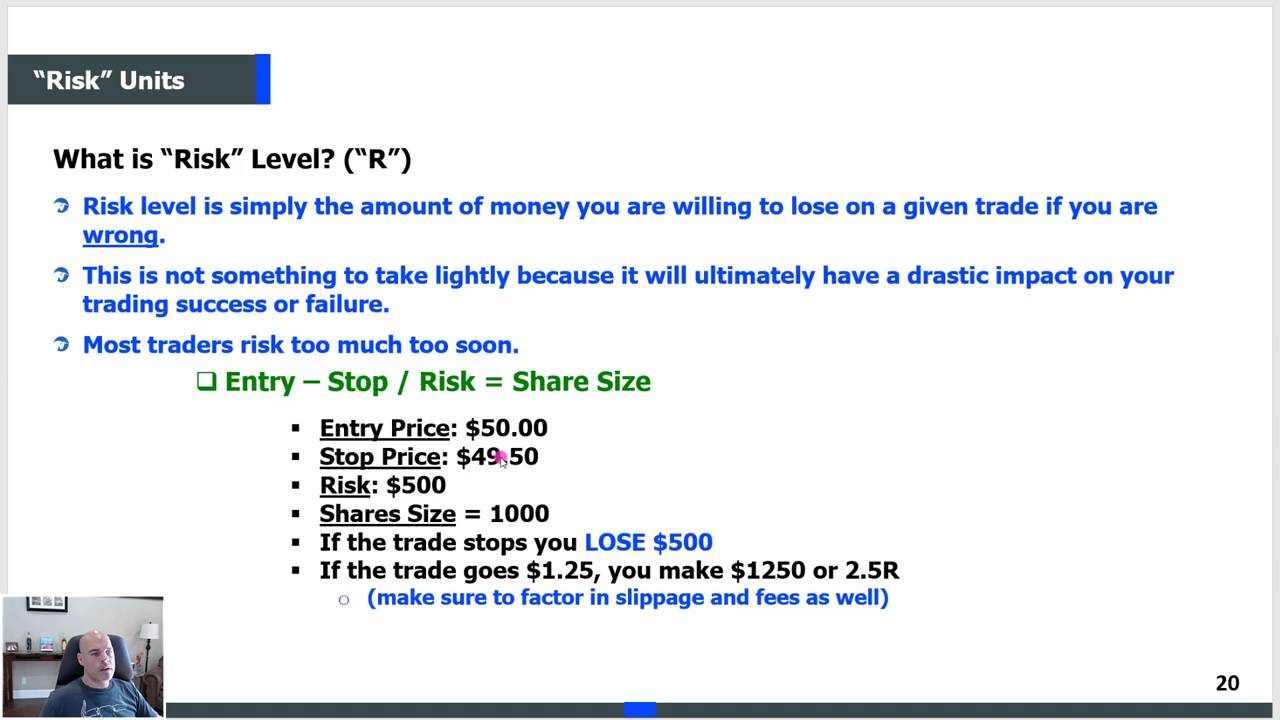 “Risk” Units
What is “Risk” Level? (“R”)
Risk level is simply the amount of money you are willing to lose on a given trade if you are
wrong.
This is not something to take lightly because it will ultimately have a drastic impact on your
trading success or failure.
Most traders risk too much too soon.
Entry – Stop / Risk = Share Size
Entry Price: $50.00
Stop Price: $49.50
Risk: $500
Shares Size = 1000
If the trade stops you LOSE $500
If the trade goes $1.25, you make $1250 or 2.5R
(make sure to factor in slippage and fees as well)
20